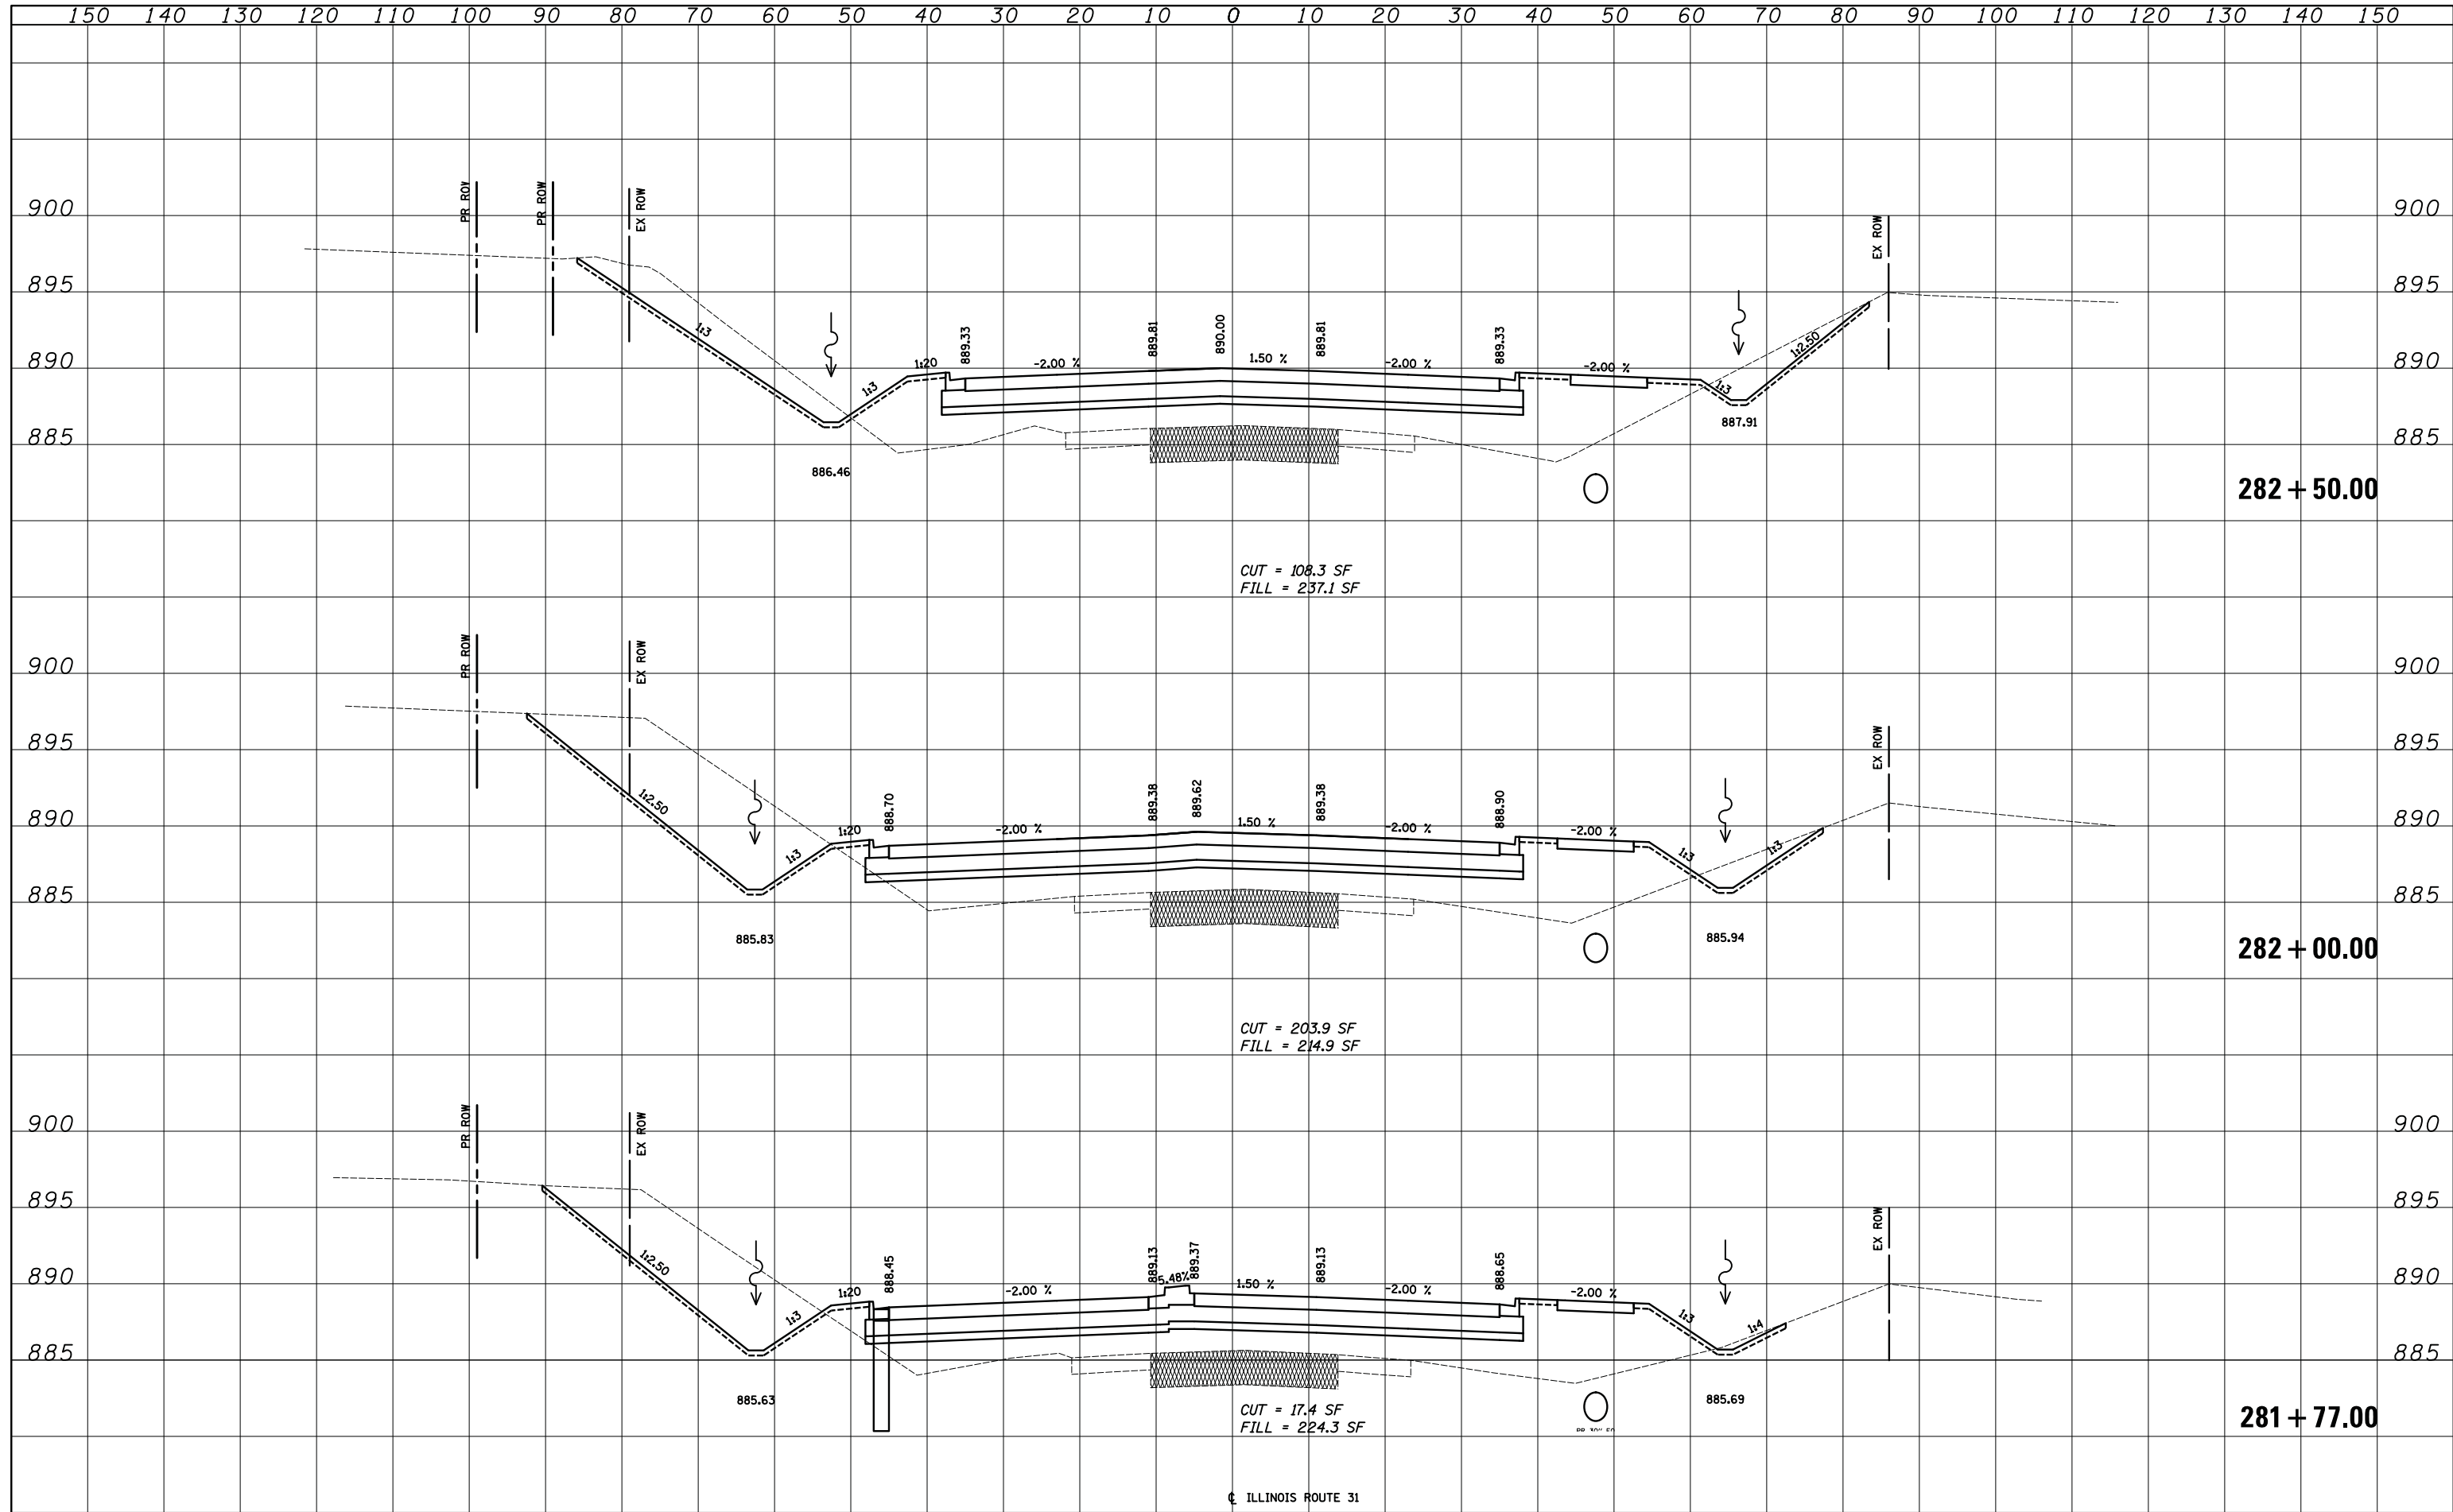 150 140 130 120 110 100 90 80 70 60 50 40 30 20 10 0 10 20 30 40 50 60 70 80 90 100 110 120 130 140 150
PR ROW PR ROW EX ROW EX ROW
900 900
895 895
1:3 1:20 889.33 -2.00 % 889.81 890.00 1.50 % 889.81 -2.00 % 889.33 -2.00 % 1:2.50
890 890
1:3 1:3
887.91
885 885
886.46
282+50.00
CUT = 108.3 SF
FILL = 237.1 SF
PR ROW EX ROW EX ROW
900 900
895 895
1:2.50 1:20 888.70 -2.00 % 889.38 889.62 1.50 % 889.38 -2.00 % 888.90 -2.00 %
890 890
1:3 1:3 1:3
885 885
885.83 885.94
282+00.00
CUT = 203.9 SF
FILL = 214.9 SF
PR ROW EX ROW EX ROW
900 900
895 895
1:2.50 1:20 888.45 -2.00 % 889.13 5.48% 889.37 1.50 % 889.13 -2.00 % 888.65 -2.00 %
890 890
1:3 1:3 1:4
885 885
885.63 885.69
CUT = 17.4 SF
FILL = 224.3 SF
281+77.00
℄ ILLINOIS ROUTE 31